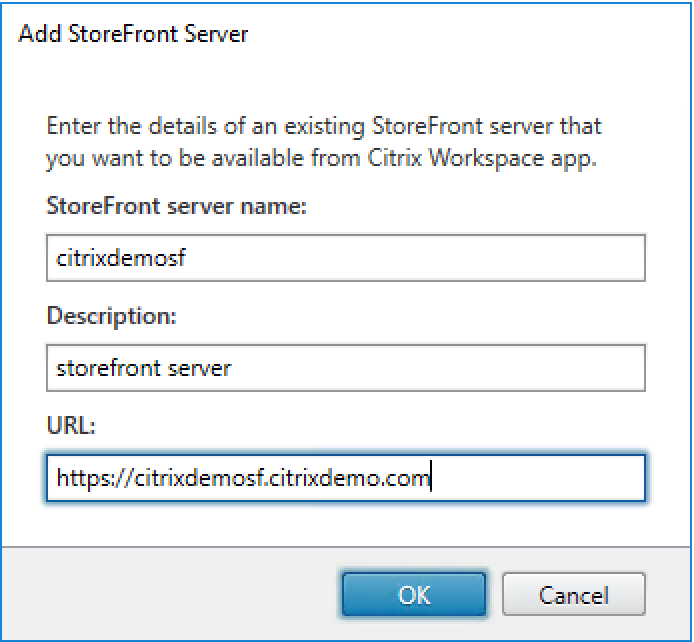 Add StoreFront Server
Enter the details of an existing StoreFront server that
you want to be available from Citrix Workspace app.
StoreFront server name:
citrixdemosf
Description:
storefront server
URL:
https://citrixdemosf.citrixdemo.com
OK
Cancel